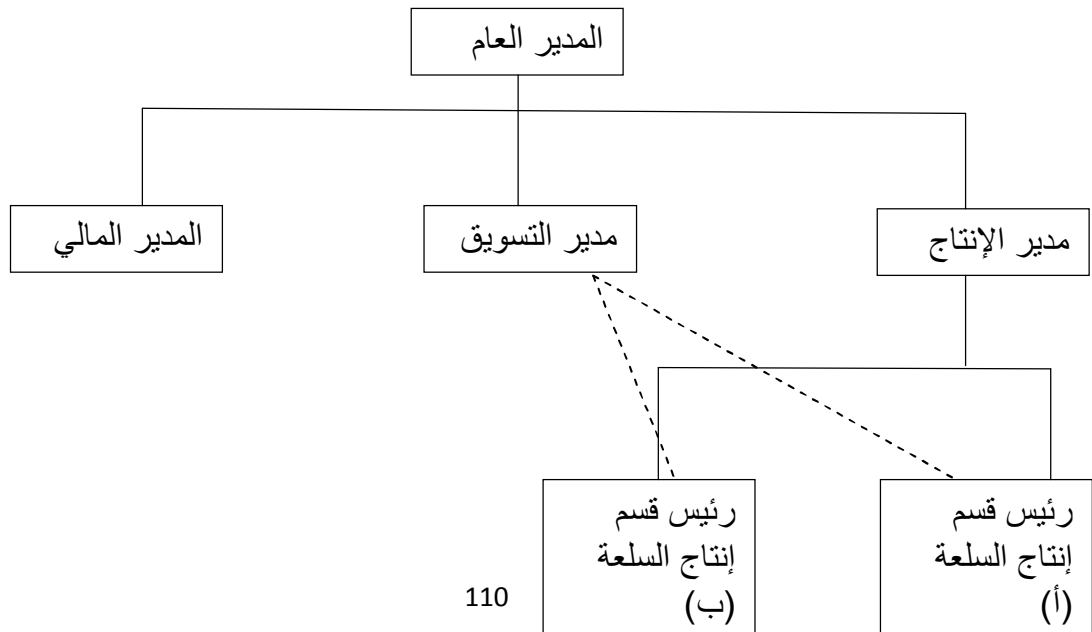 المدير العام
مدير الإنتاج
مدير التسويق
المدير المالي
رئيس قسم
إنتاج السلعة
(أ)
رئيس قسم
إنتاج السلعة
(ب)
110